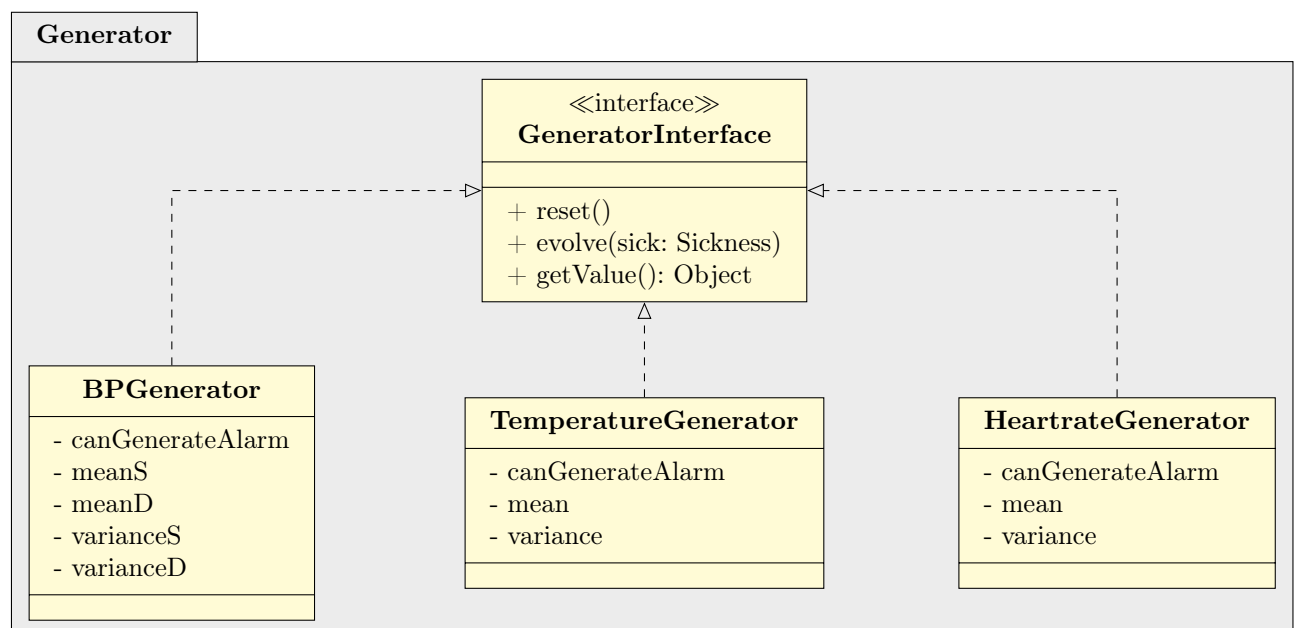 Generator
≪interface≫
GeneratorInterface
+ reset()
+ evolve(sick: Sickness)
+ getValue(): Object
BPGenerator
- canGenerateAlarm
- meanS
- meanD
- varianceS
- varianceD
TemperatureGenerator
- canGenerateAlarm
- mean
- variance
HeartrateGenerator
- canGenerateAlarm
- mean
- variance